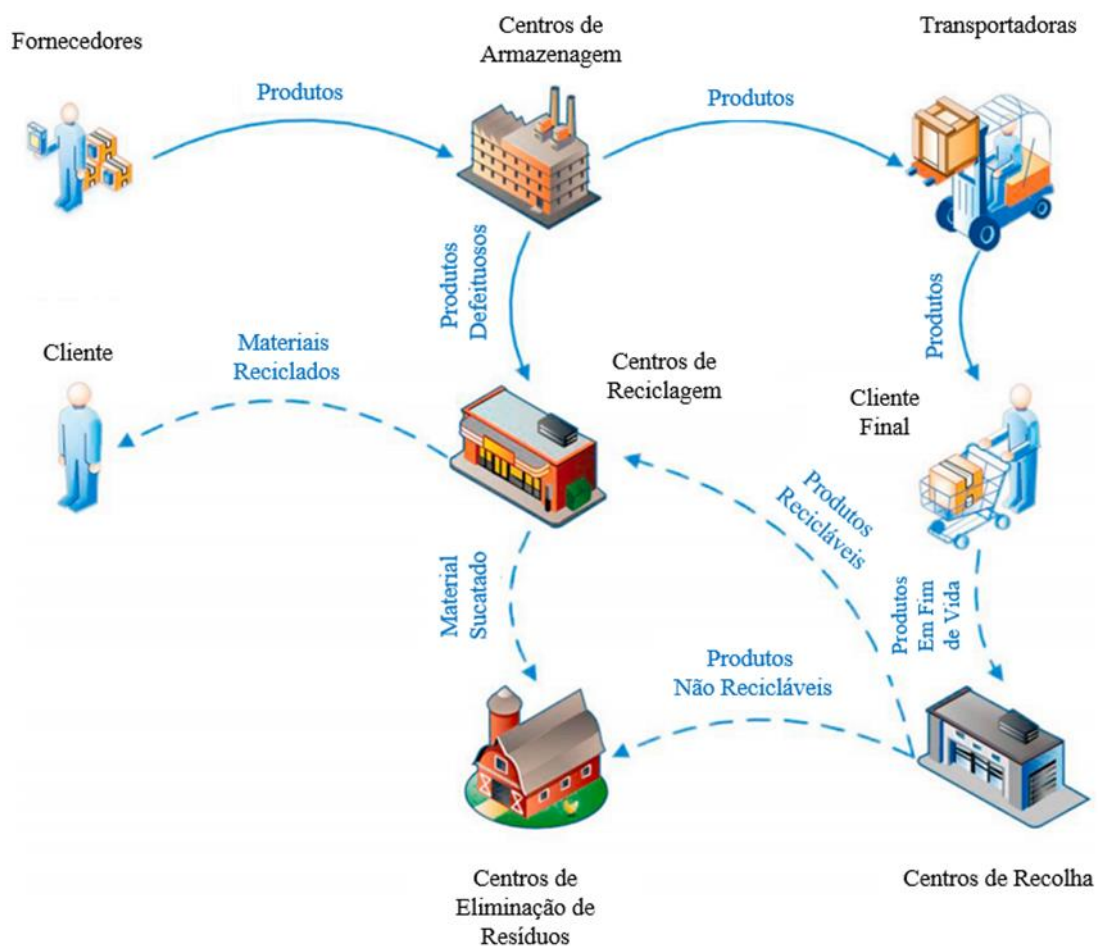 Fornecedores
Centros de
Armazenagem
Transportadoras
Produtos
Produtos
Produtos
Defeituosos
Produtos
Cliente
Materiais
Reciclados
Centros de
Reciclagem
Cliente
Final
Produtos
Recicláveis
Material
Sucatado
Produtos
Em Fim
de Vida
Produtos
Não Recicláveis
Centros de
Eliminação de
Resíduos
Centros de Recolha